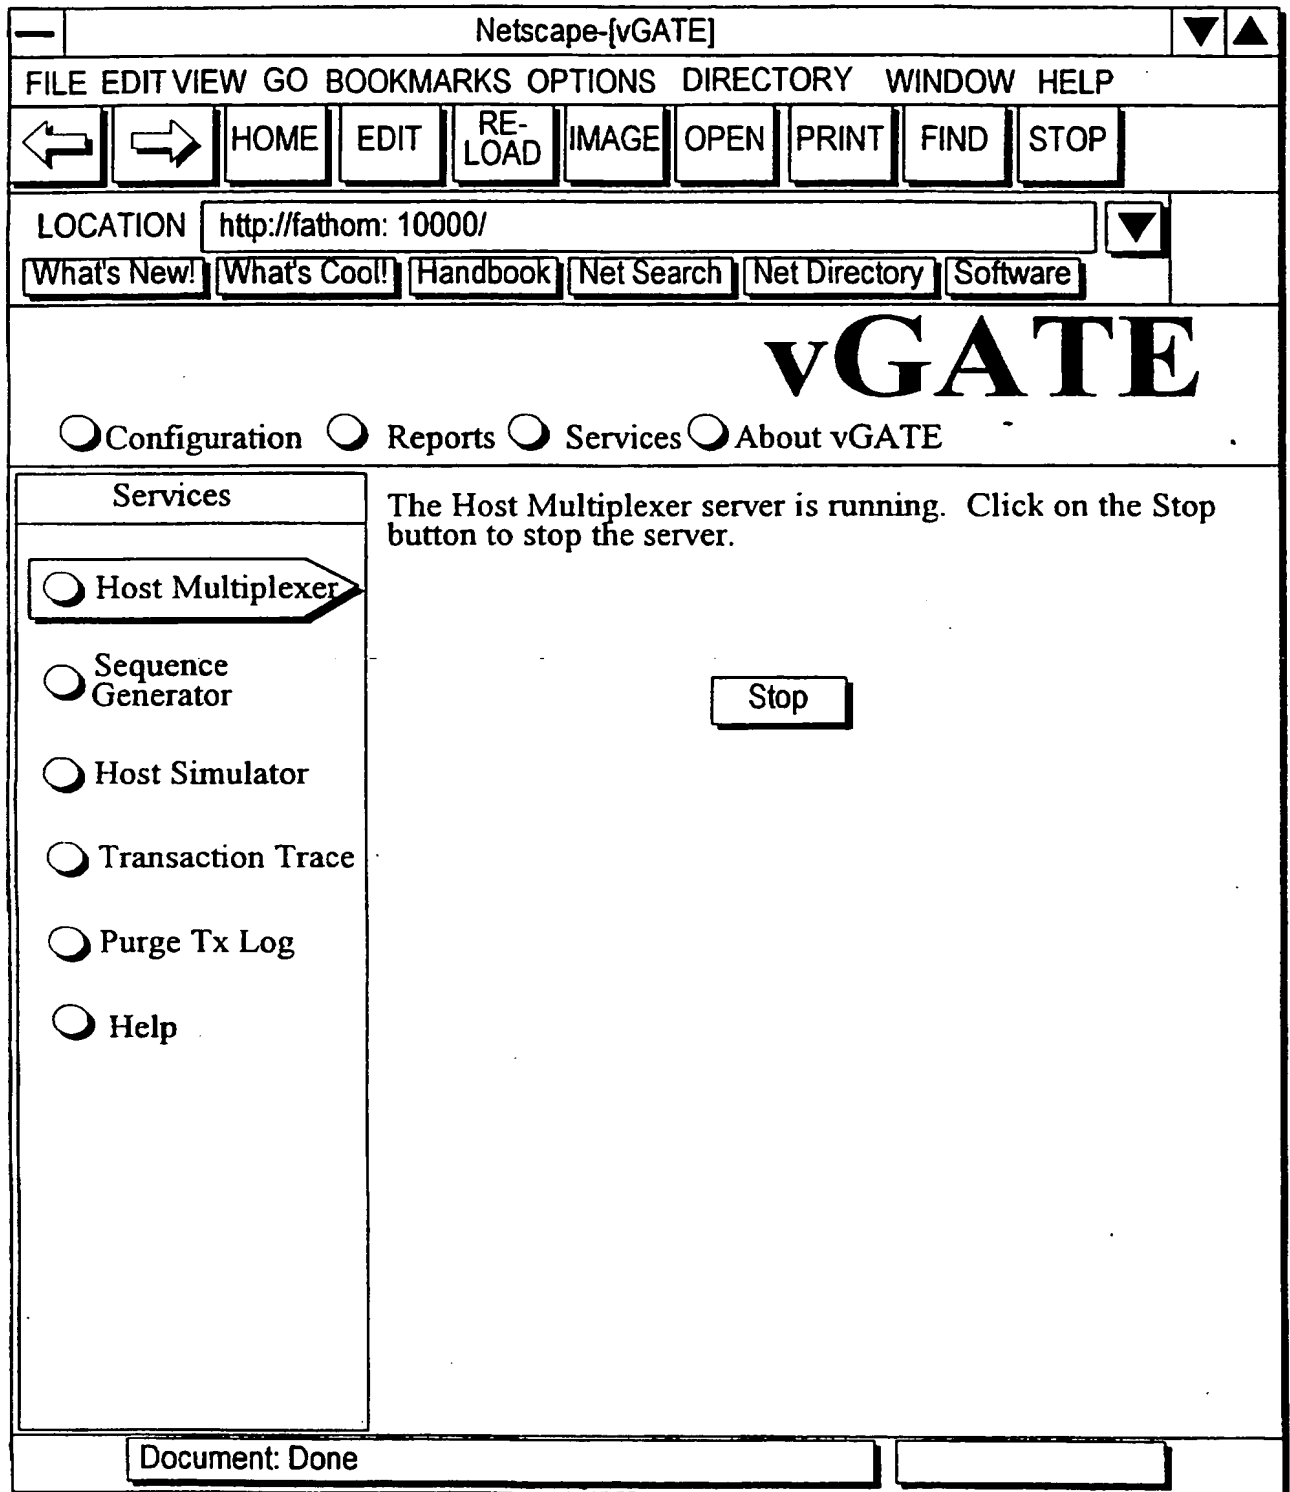 Netscape-[vGATE]
FILE EDIT VIEW GO BOOKMARKS OPTIONS DIRECTORY WINDOW HELP
HOME EDIT RE-LOAD IMAGE OPEN PRINT FIND STOP
LOCATION http://fathom: 10000/
What's New! What's Cool! Handbook Net Search Net Directory Software
vGATE
Configuration Reports Services About vGATE
Services
Host Multiplexer
Sequence
Generator
Host Simulator
Transaction Trace
Purge Tx Log
Help
The Host Multiplexer server is running. Click on the Stop
button to stop the server.
Stop
Document: Done